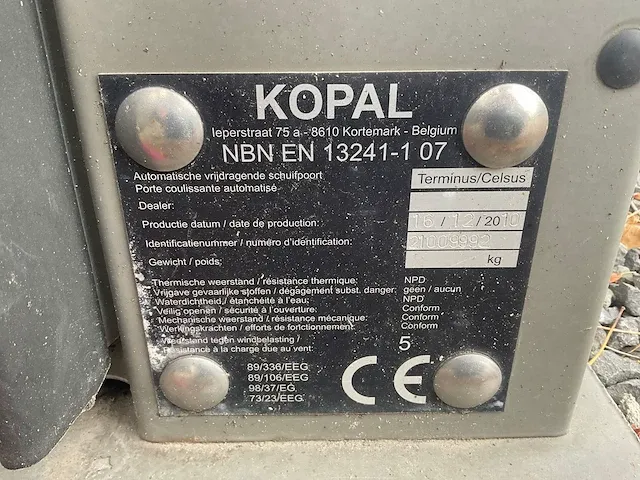 KOPAL
Ieperstraat 75 a - 8610 Kortemark - Belgium
NBN EN 13241-1 07
Automatische vrijdragende schuifpoort
Porte coulissante automatisé
Terminus/Celsus
Dealer:
Productie datum / date de production: 16 / 12 / 2010
Identificatienummer / numéro d'identification: 21009992
Gewicht / poids: kg
Thermische weerstand / résistance thermique: NPD
Vrijgave gevaarlijke stoffen / dégagement subst. danger: geen / aucun
Waterdichtheid / étanchéité à l'eau: NPD
Veilig openen / sécurité à l'ouverture: Conform
Mechanische weerstand / résistance mécanique: Conform
Werkingskrachten / efforts de fonctionnement: Conform
Weerstand tegen windbelasting /
Résistance à la charge due au vent: 5
89/336/EEG
89/106/EEG
98/37/EG
73/23/EEG
CE